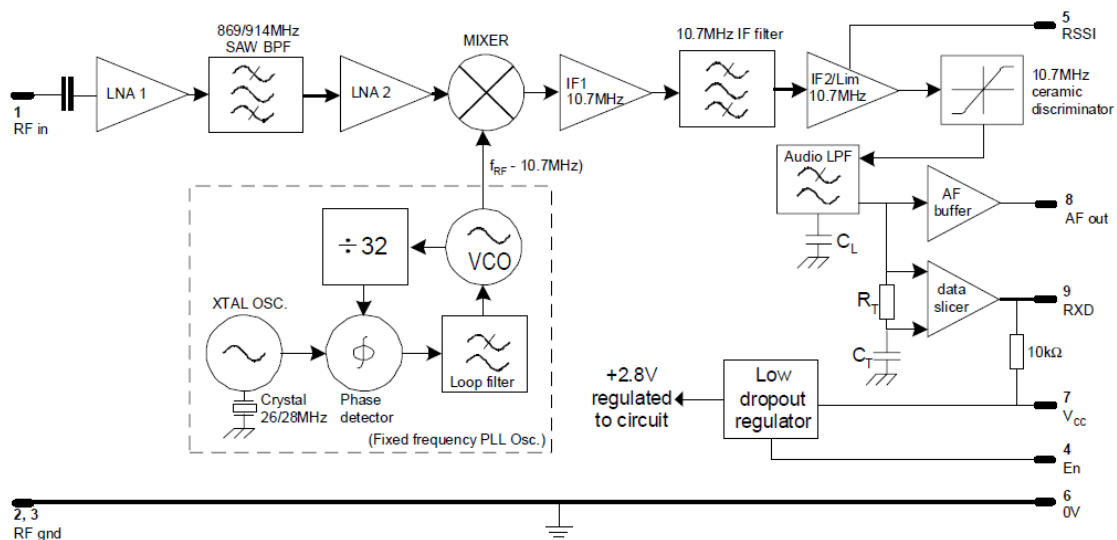 869/914MHz
SAW BPF
MIXER
10.7MHz IF filter
5
RSSI
LNA 1
LNA 2
IF1
10.7MHz
IF2/Lim
10.7MHz
10.7MHz
ceramic
discriminator
1
RF in
f_RF - 10.7MHz)
Audio LPF
AF
buffer
8
AF out
C_L
÷ 32
VCO
XTAL OSC.
R_T
data
slicer
9
RXD
C_T
10kΩ
Loop filter
Crystal
26/28MHz
Phase
detector
(Fixed frequency PLL Osc.)
+2.8V
regulated
to circuit
Low
dropout
regulator
7
V_cc
4
En
2, 3
RF gnd
6
0V